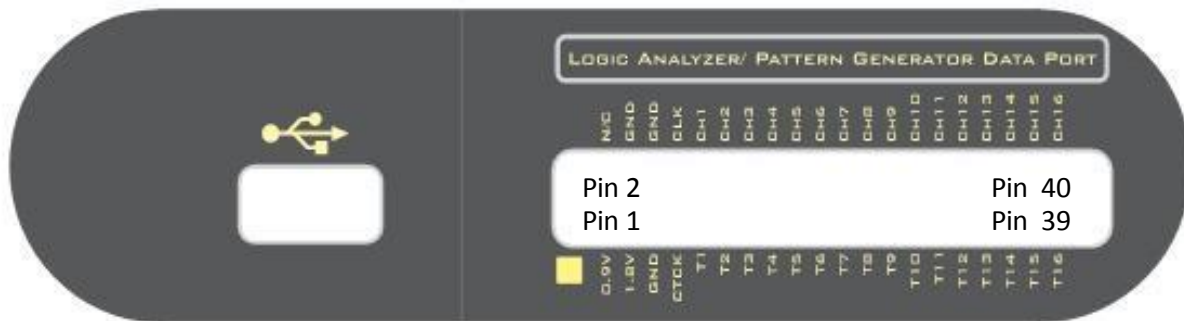 LOGIC ANALYZER/ PATTERN GENERATOR DATA PORT
N/C GND GND CLK CH1 CH2 CH3 CH4 CH5 CH6 CH7 CH8 CH9 CH10 CH11 CH12 CH13 CH14 CH15 CH16
Pin 2 Pin 40
Pin 1 Pin 39
0.9V 1.8V GND CTCK T1 T2 T3 T4 T5 T6 T7 T8 T9 T10 T11 T12 T13 T14 T15 T16